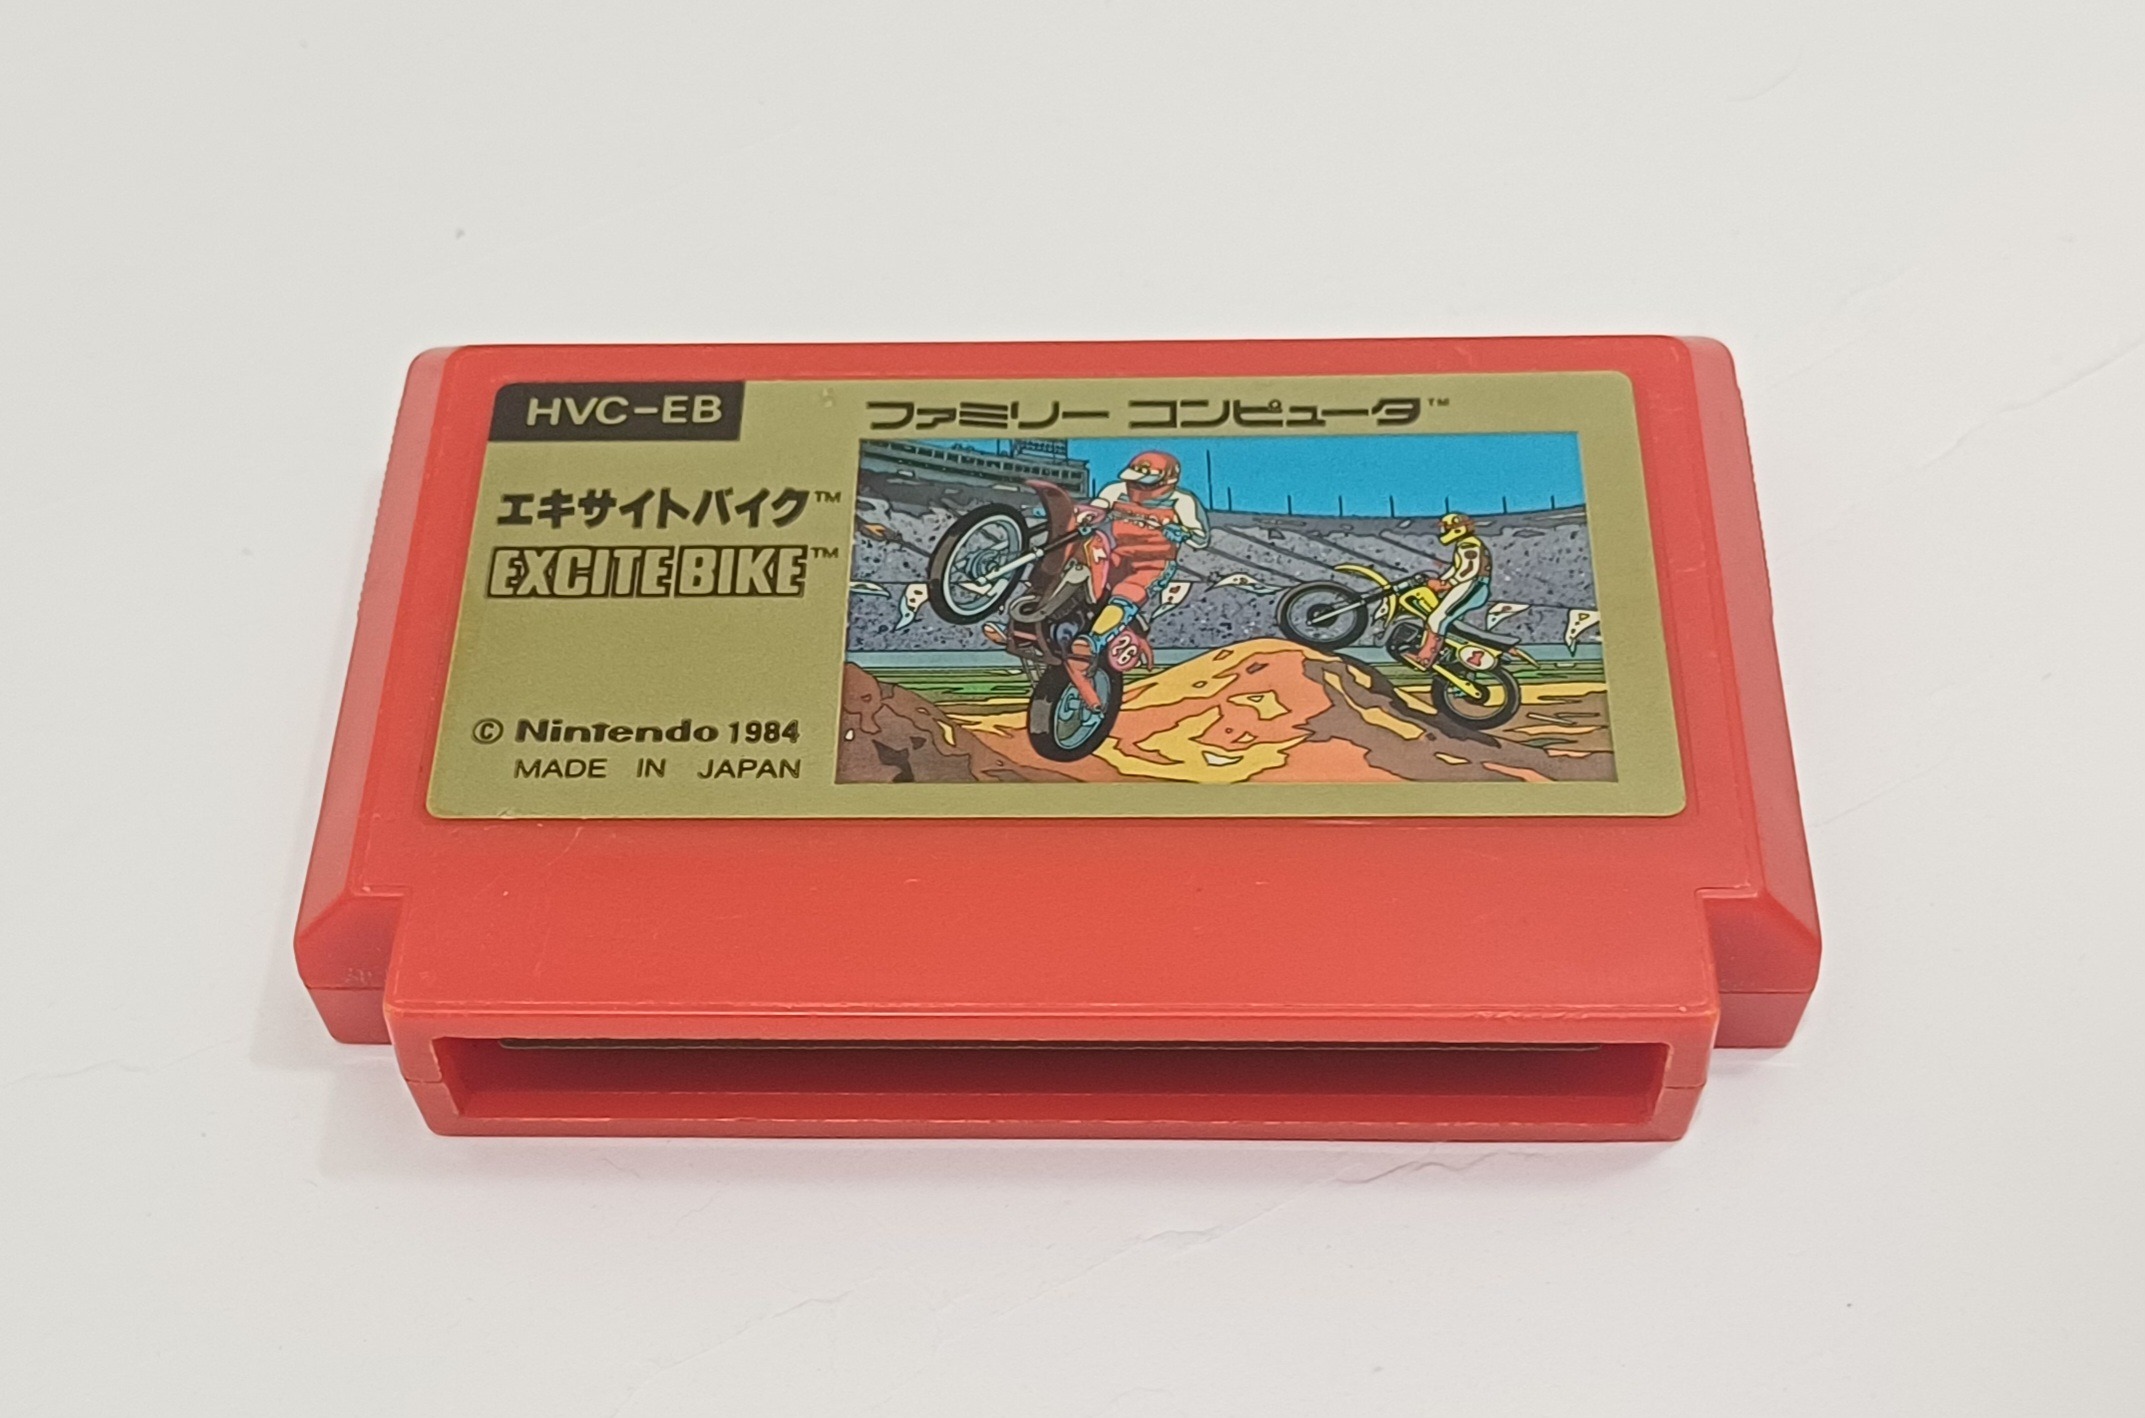 HVC-EB
ファミリー コンピュータ™
エキサイトバイク™
EXCITEBIKE™
© Nintendo 1984
MADE IN JAPAN
26